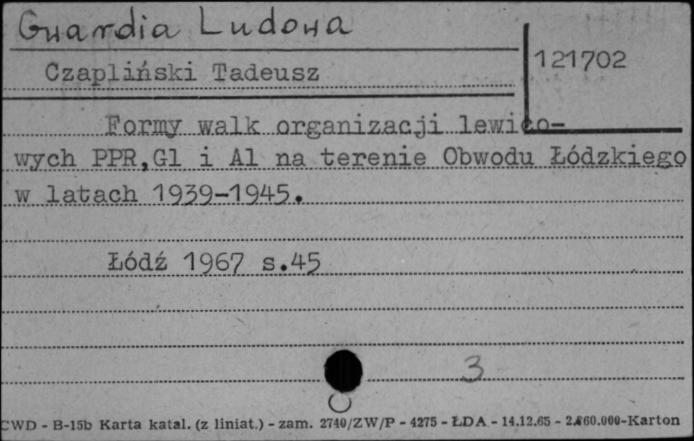 Gwardia Ludowa
Czapliński Tadeusz
121702
Formy walk organizacji lewico-
wych PPR,Gl i Al na terenie Obwodu Łódzkiego
w latach 1939-1945.
Łódź 1967 s.45
3
CWD - B-15b Karta katal. (z liniat.) - zam. 2740/ZW/P - 4275 - ŁDA - 14.12.65 - 2.860.000-Karton